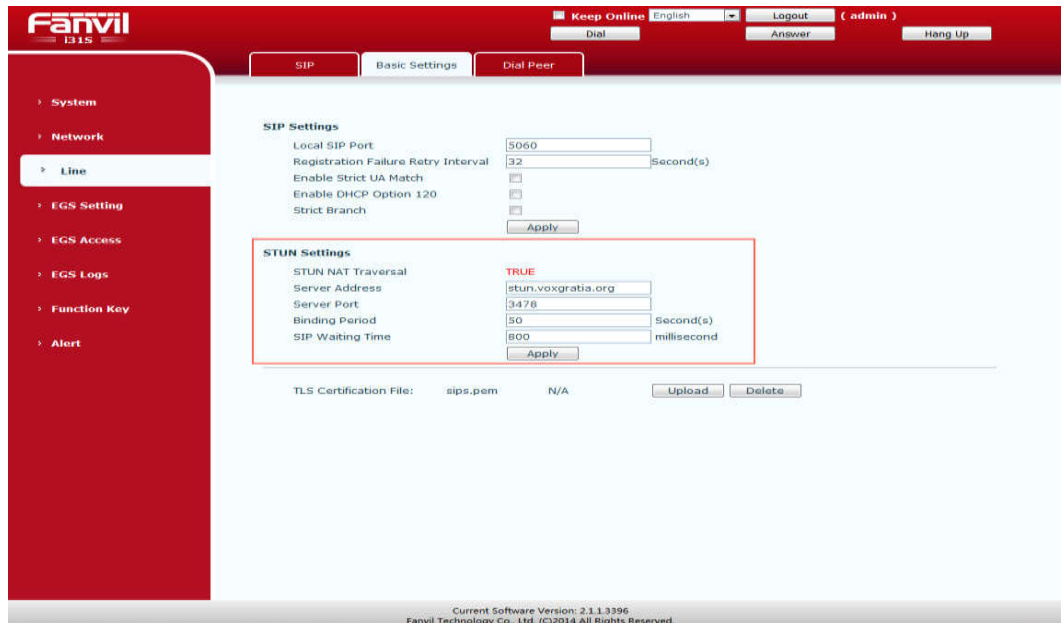 Fanvil
i31S
Keep Online English Logout ( admin )
Dial Answer Hang Up
SIP Basic Settings Dial Peer
› System
› Network
› Line
› EGS Setting
› EGS Access
› EGS Logs
› Function Key
› Alert
SIP Settings
Local SIP Port 5060
Registration Failure Retry Interval 32 Second(s)
Enable Strict UA Match
Enable DHCP Option 120
Strict Branch
Apply
STUN Settings
STUN NAT Traversal TRUE
Server Address stun.voxgratia.org
Server Port 3478
Binding Period 50 Second(s)
SIP Waiting Time 800 millisecond
Apply
TLS Certification File: sips.pem N/A Upload Delete
Current Software Version: 2.1.1.3396
Fanvil Technology Co., Ltd. (C)2014 All Rights Reserved.